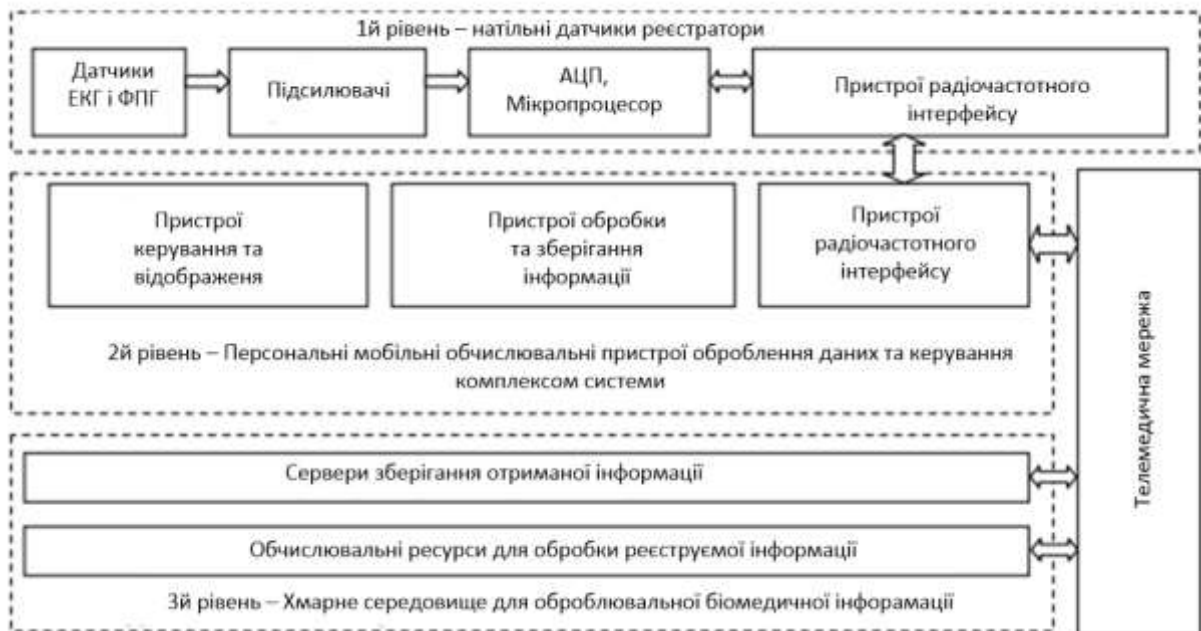 1й рівень – натільні датчики реєстратори
Датчики
ЕКГ і ФПГ
Підсилювачі
АЦП,
Мікропроцесор
Пристрої радіочастотного
інтерфейсу
Пристрої
керування та
відображеня
Пристрої обробки
та зберігання
інформації
Пристрої
радіочастотного
інтерфейсу
2й рівень – Персональні мобільні обчислювальні пристрої оброблення даних та керування
комплексом системи
Телемедична мережа
Сервери зберігання отриманої інформації
Обчислювальні ресурси для обробки реєструємої інформації
3й рівень – Хмарне середовище для оброблювальної біомедичної інфорамації